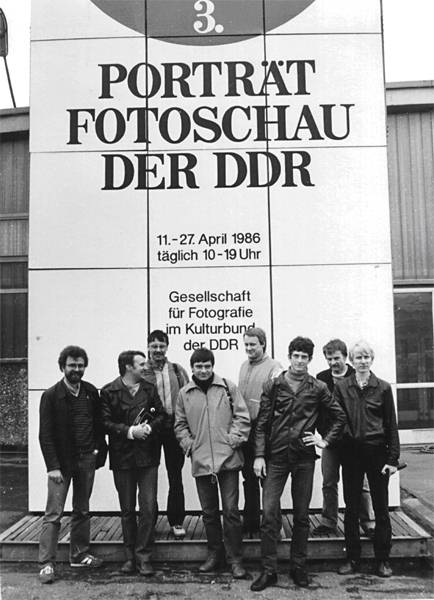 3.
PORTRÄT
FOTOSCHAU
DER DDR
11.-27. April 1986
täglich 10-19 Uhr
Gesellschaft
für Fotografie
im Kulturbund
der DDR